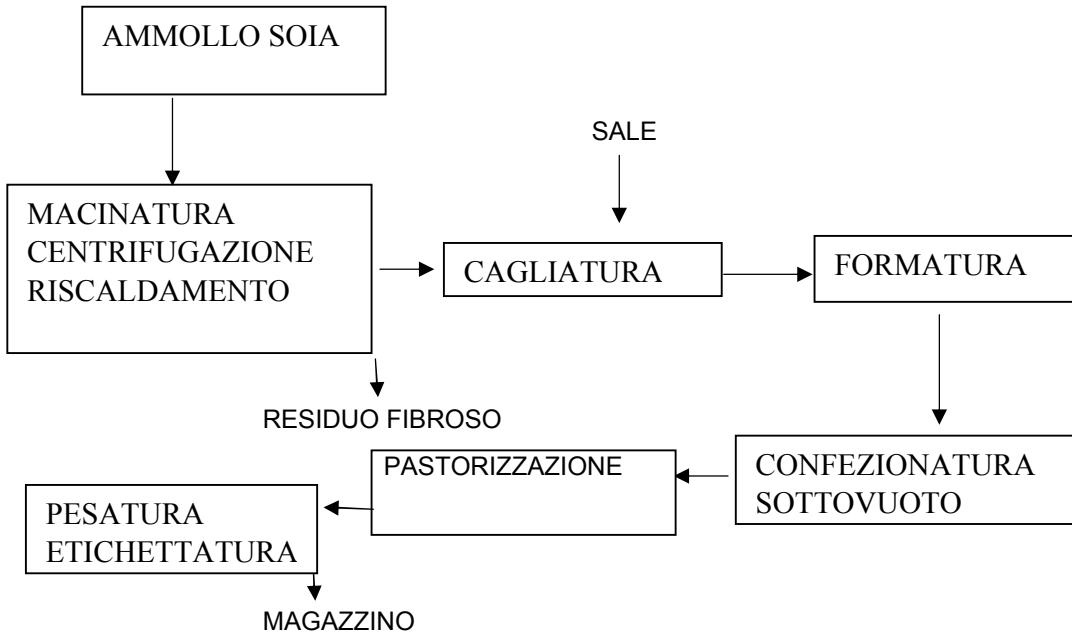 AMMOLLO SOIA
SALE
MACINATURA
CENTRIFUGAZIONE
RISCALDAMENTO
CAGLIATURA
FORMATURA
RESIDUO FIBROSO
CONFEZIONATURA
SOTTOVUOTO
PASTORIZZAZIONE
PESATURA
ETICHETTATURA
MAGAZZINO